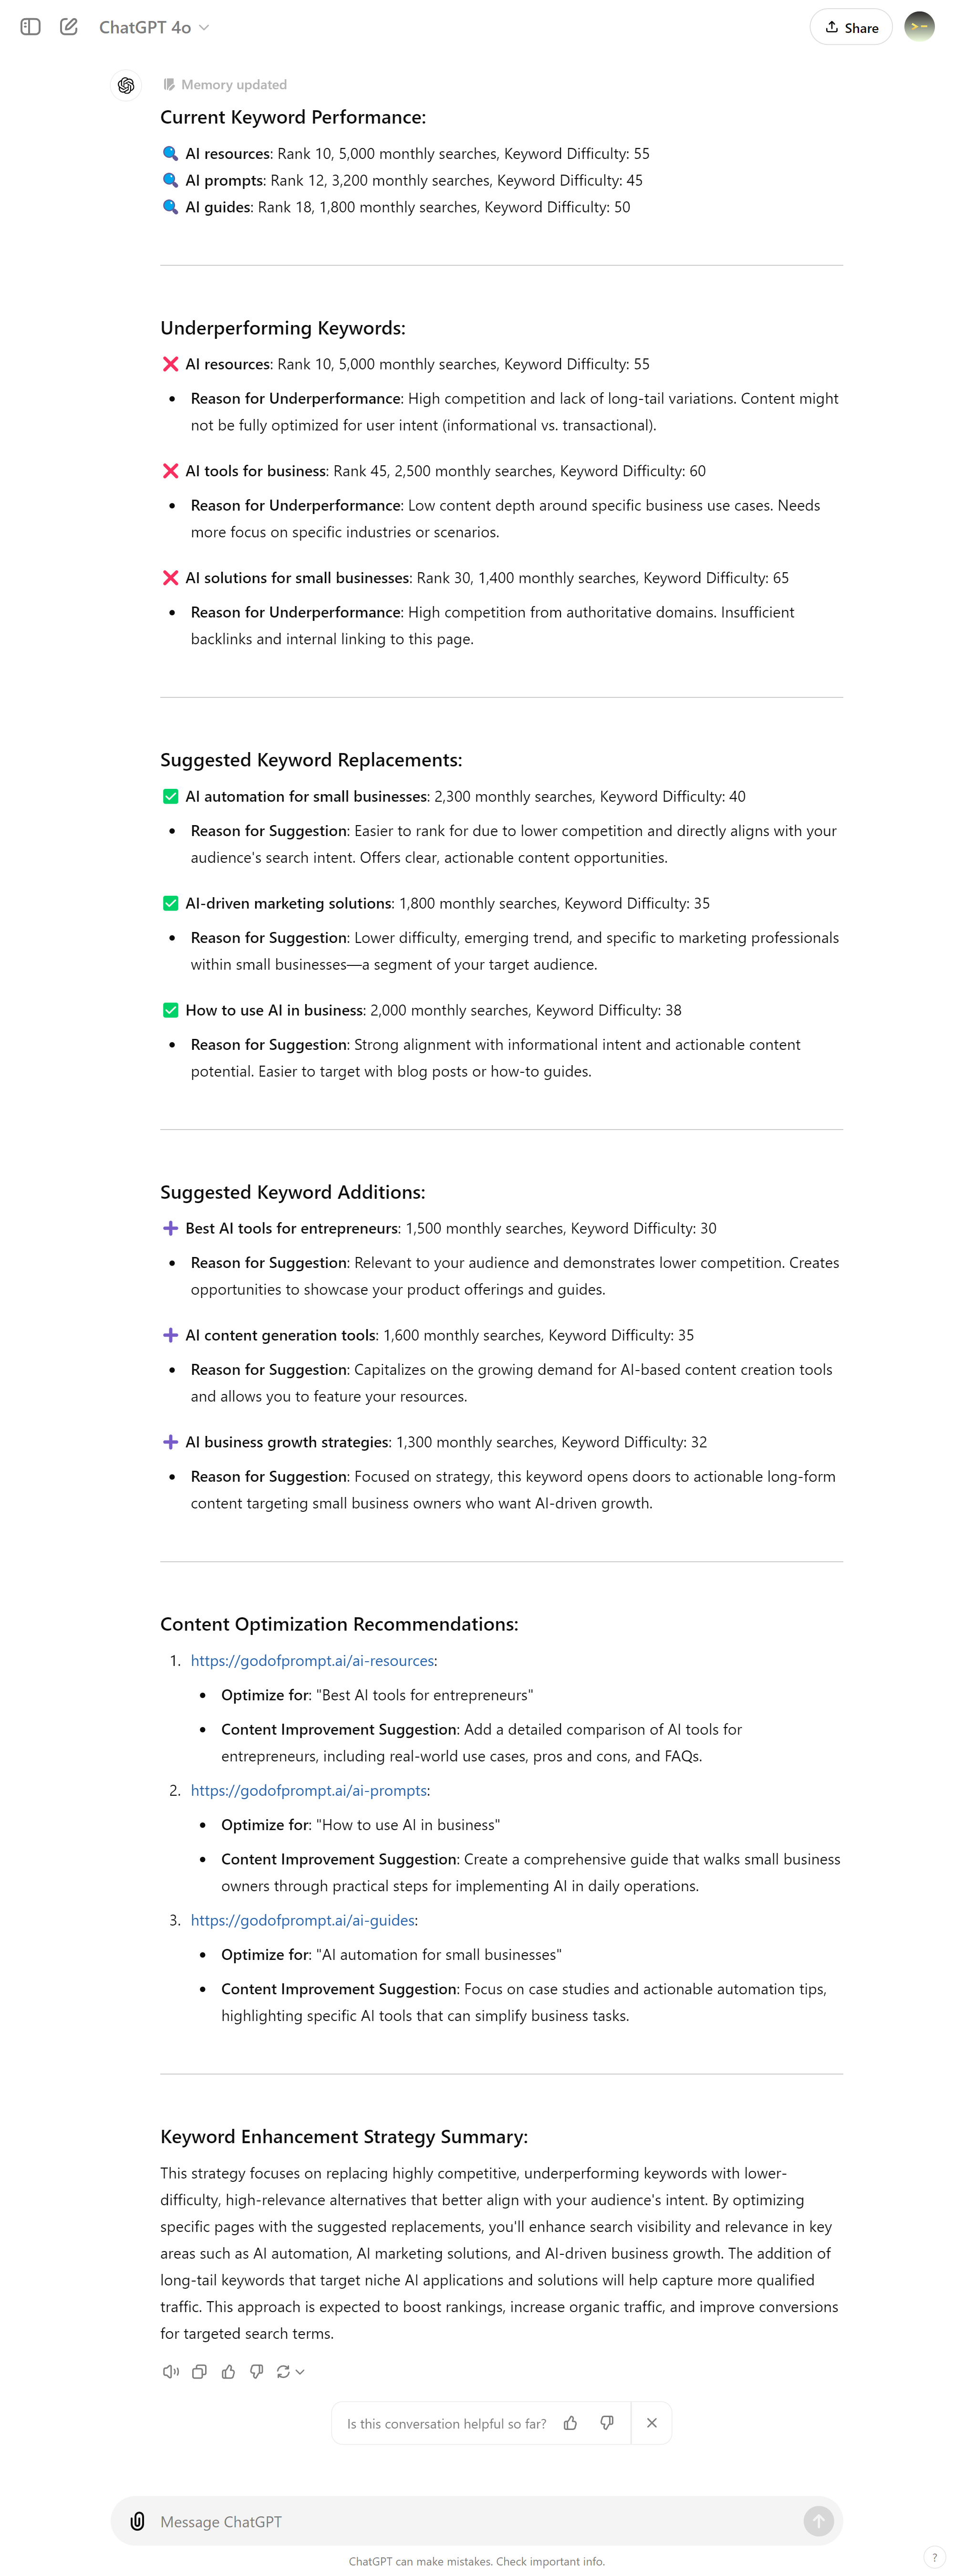 ChatGPT 4o
Share
Memory updated
Current Keyword Performance:
AI resources: Rank 10, 5,000 monthly searches, Keyword Difficulty: 55
AI prompts: Rank 12, 3,200 monthly searches, Keyword Difficulty: 45
AI guides: Rank 18, 1,800 monthly searches, Keyword Difficulty: 50
Underperforming Keywords:
AI resources: Rank 10, 5,000 monthly searches, Keyword Difficulty: 55
Reason for Underperformance: High competition and lack of long-tail variations. Content might
not be fully optimized for user intent (informational vs. transactional).
AI tools for business: Rank 45, 2,500 monthly searches, Keyword Difficulty: 60
Reason for Underperformance: Low content depth around specific business use cases. Needs
more focus on specific industries or scenarios.
AI solutions for small businesses: Rank 30, 1,400 monthly searches, Keyword Difficulty: 65
Reason for Underperformance: High competition from authoritative domains. Insufficient
backlinks and internal linking to this page.
Suggested Keyword Replacements:
AI automation for small businesses: 2,300 monthly searches, Keyword Difficulty: 40
Reason for Suggestion: Easier to rank for due to lower competition and directly aligns with your
audience's search intent. Offers clear, actionable content opportunities.
AI-driven marketing solutions: 1,800 monthly searches, Keyword Difficulty: 35
Reason for Suggestion: Lower difficulty, emerging trend, and specific to marketing professionals
within small businesses—a segment of your target audience.
How to use AI in business: 2,000 monthly searches, Keyword Difficulty: 38
Reason for Suggestion: Strong alignment with informational intent and actionable content
potential. Easier to target with blog posts or how-to guides.
Suggested Keyword Additions:
Best AI tools for entrepreneurs: 1,500 monthly searches, Keyword Difficulty: 30
Reason for Suggestion: Relevant to your audience and demonstrates lower competition. Creates
opportunities to showcase your product offerings and guides.
AI content generation tools: 1,600 monthly searches, Keyword Difficulty: 35
Reason for Suggestion: Capitalizes on the growing demand for AI-based content creation tools
and allows you to feature your resources.
AI business growth strategies: 1,300 monthly searches, Keyword Difficulty: 32
Reason for Suggestion: Focused on strategy, this keyword opens doors to actionable long-form
content targeting small business owners who want AI-driven growth.
Content Optimization Recommendations:
1. https://godofprompt.ai/ai-resources:
Optimize for: "Best AI tools for entrepreneurs"
Content Improvement Suggestion: Add a detailed comparison of AI tools for
entrepreneurs, including real-world use cases, pros and cons, and FAQs.
2. https://godofprompt.ai/ai-prompts:
Optimize for: "How to use AI in business"
Content Improvement Suggestion: Create a comprehensive guide that walks small business
owners through practical steps for implementing AI in daily operations.
3. https://godofprompt.ai/ai-guides:
Optimize for: "AI automation for small businesses"
Content Improvement Suggestion: Focus on case studies and actionable automation tips,
highlighting specific AI tools that can simplify business tasks.
Keyword Enhancement Strategy Summary:
This strategy focuses on replacing highly competitive, underperforming keywords with lower-
difficulty, high-relevance alternatives that better align with your audience's intent. By optimizing
specific pages with the suggested replacements, you'll enhance search visibility and relevance in key
areas such as AI automation, AI marketing solutions, and AI-driven business growth. The addition of
long-tail keywords that target niche AI applications and solutions will help capture more qualified
traffic. This approach is expected to boost rankings, increase organic traffic, and improve conversions
for targeted search terms.
Is this conversation helpful so far?
Message ChatGPT
ChatGPT can make mistakes. Check important info.
?